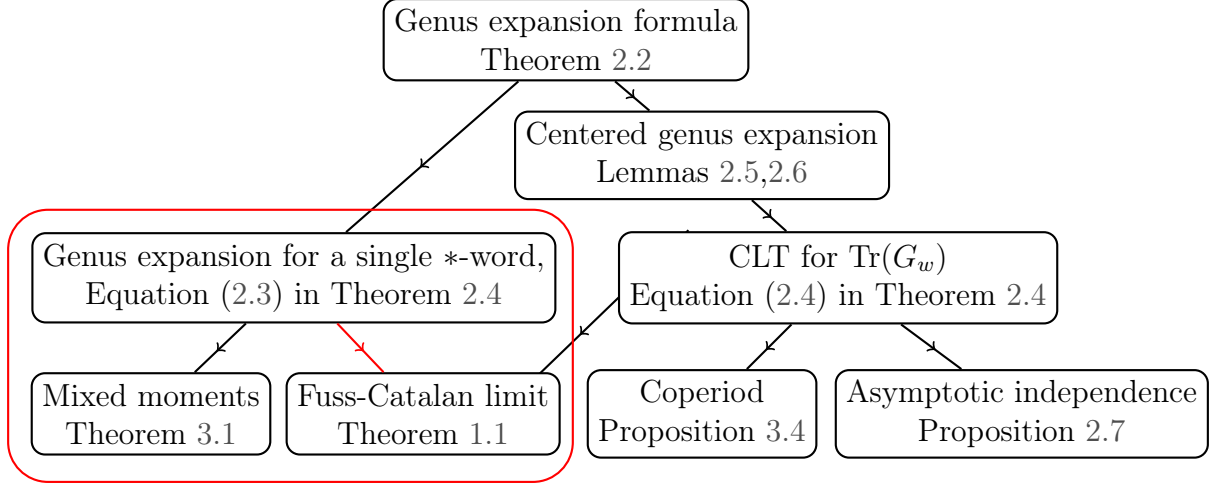 Genus expansion formula
Theorem 2.2
Centered genus expansion
Lemmas 2.5,2.6
Genus expansion for a single ∗-word,
Equation (2.3) in Theorem 2.4
CLT for Tr(G_w)
Equation (2.4) in Theorem 2.4
Mixed moments
Theorem 3.1
Fuss-Catalan limit
Theorem 1.1
Coperiod
Proposition 3.4
Asymptotic independence
Proposition 2.7